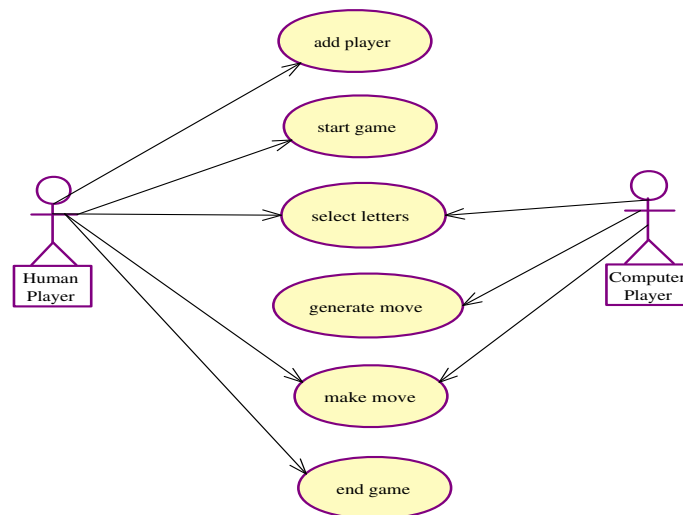 add player
start game
select letters
Human
Player
Computer
Player
generate move
make move
end game